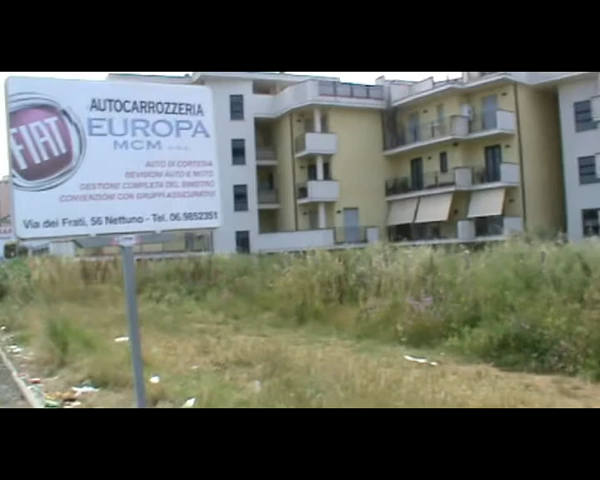 FIAT
AUTOCARROZZERIA
EUROPA
MCM s.r.l.
AUTO DI CORTESIA
REVISIONI AUTO E MOTO
GESTIONE COMPLETA DEL SINISTRO
CONVENZIONI CON GRUPPI ASSICURATIVI
Via dei Frati, 56 Nettuno - Tel. 06.9852351